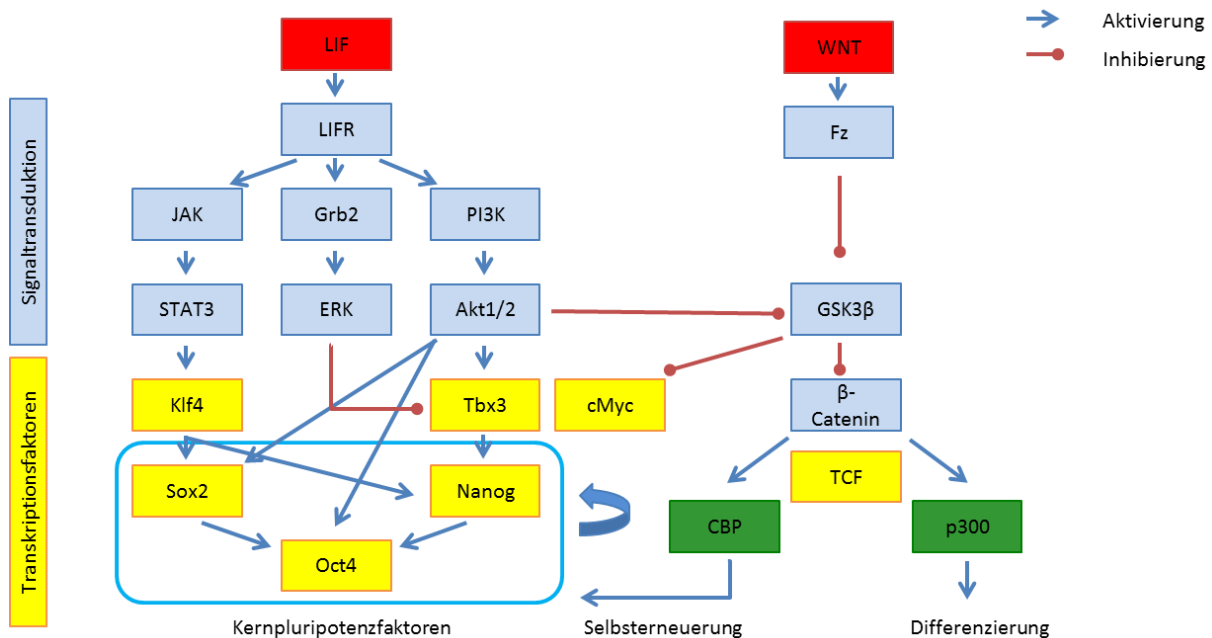 LIF
WNT
Aktivierung
Inhibierung
LIFR
Fz
Signaltransduktion
JAK
Grb2
PI3K
STAT3
ERK
Akt1/2
GSK3β
Transkriptionsfaktoren
Klf4
Tbx3
cMyc
β-
Catenin
TCF
Sox2
Nanog
CBP
p300
Oct4
Kernpluripotenzfaktoren
Selbsterneuerung
Differenzierung